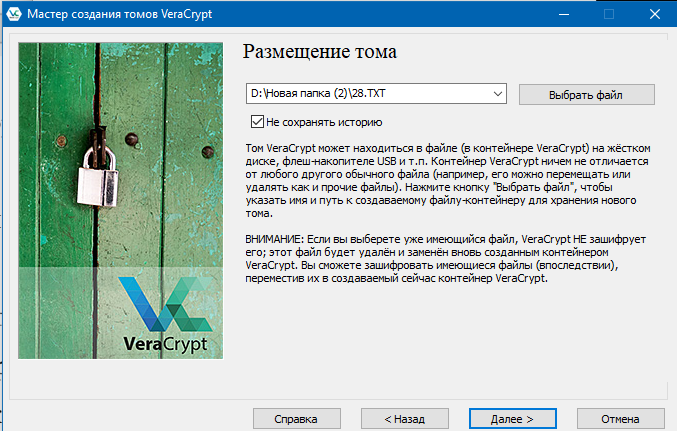 Мастер создания томов VeraCrypt
Размещение тома
D:\Новая папка (2)\28.TXT
Выбрать файл
Не сохранять историю
Том VeraCrypt может находиться в файле (в контейнере VeraCrypt) на жёстком
диске, флеш-накопителе USB и т.п. Контейнер VeraCrypt ничем не отличается
от любого другого обычного файла (например, его можно перемещать или
удалять как и прочие файлы). Нажмите кнопку "Выбрать файл", чтобы
указать имя и путь к создаваемому файлу-контейнеру для хранения нового
тома.
ВНИМАНИЕ: Если вы выберете уже имеющийся файл, VeraCrypt НЕ зашифрует
его; этот файл будет удалён и заменён вновь созданным контейнером
VeraCrypt. Вы сможете зашифровать имеющиеся файлы (впоследствии),
переместив их в создаваемый сейчас контейнер VeraCrypt.
VeraCrypt
Справка
< Назад
Далее >
Отмена